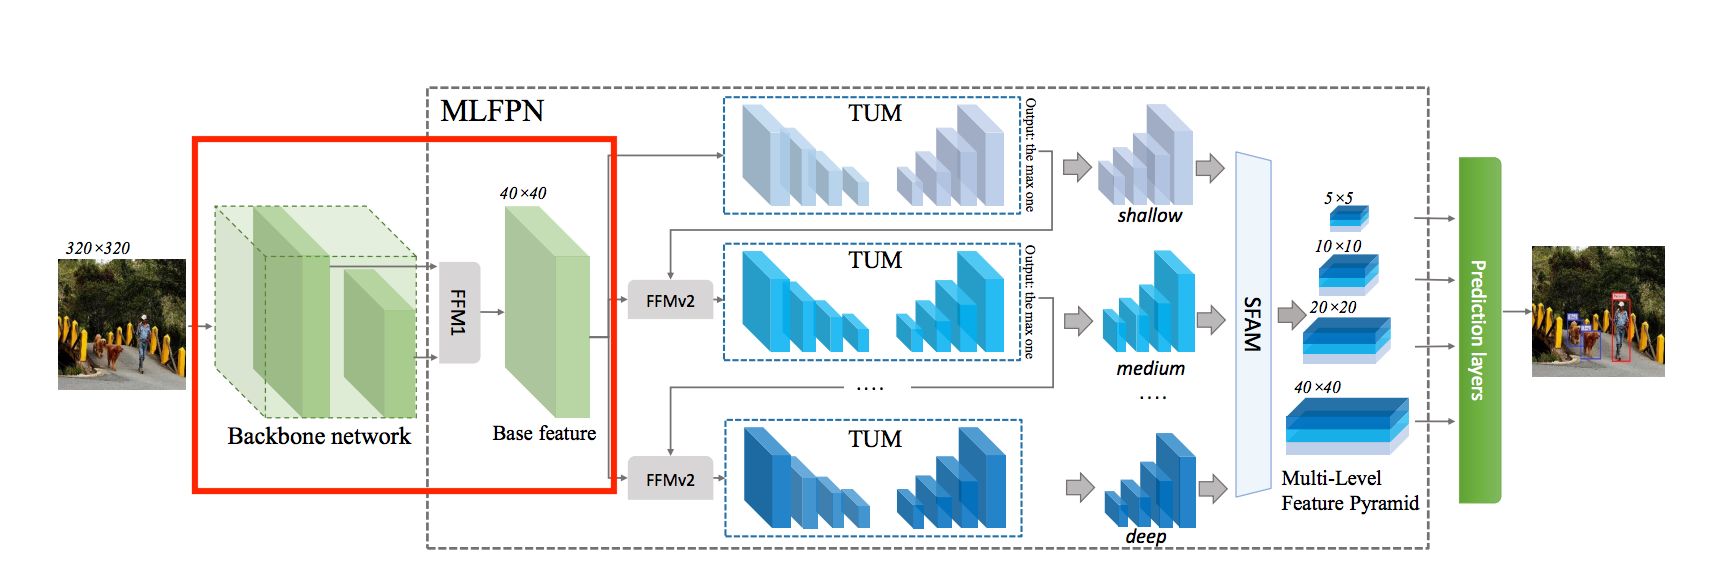 MLFPN
320×320
Backbone network
FFM1
40×40
Base feature
TUM
Output: the max one
shallow
FFMv2
TUM
Output: the max one
medium
....
....
FFMv2
TUM
deep
SFAM
5×5
10×10
20×20
40×40
Multi-Level
Feature Pyramid
Prediction layers